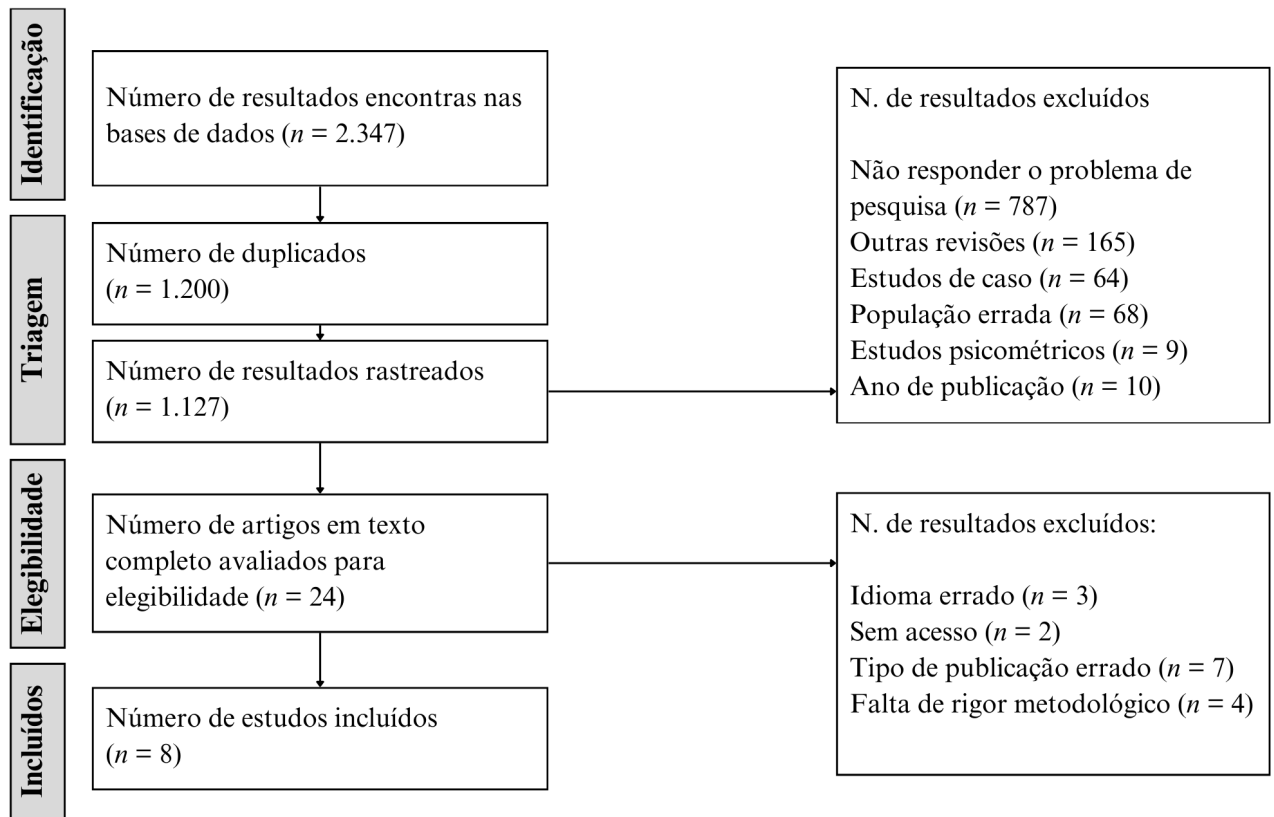 Identificação
Número de resultados encontras nas
bases de dados (n = 2.347)
Triagem
Número de duplicados
(n = 1.200)
Número de resultados rastreados
(n = 1.127)
N. de resultados excluídos
Não responder o problema de
pesquisa (n = 787)
Outras revisões (n = 165)
Estudos de caso (n = 64)
População errada (n = 68)
Estudos psicométricos (n = 9)
Ano de publicação (n = 10)
Elegibilidade
Número de artigos em texto
completo avaliados para
elegibilidade (n = 24)
N. de resultados excluídos:
Idioma errado (n = 3)
Sem acesso (n = 2)
Tipo de publicação errado (n = 7)
Falta de rigor metodológico (n = 4)
Incluídos
Número de estudos incluídos
(n = 8)